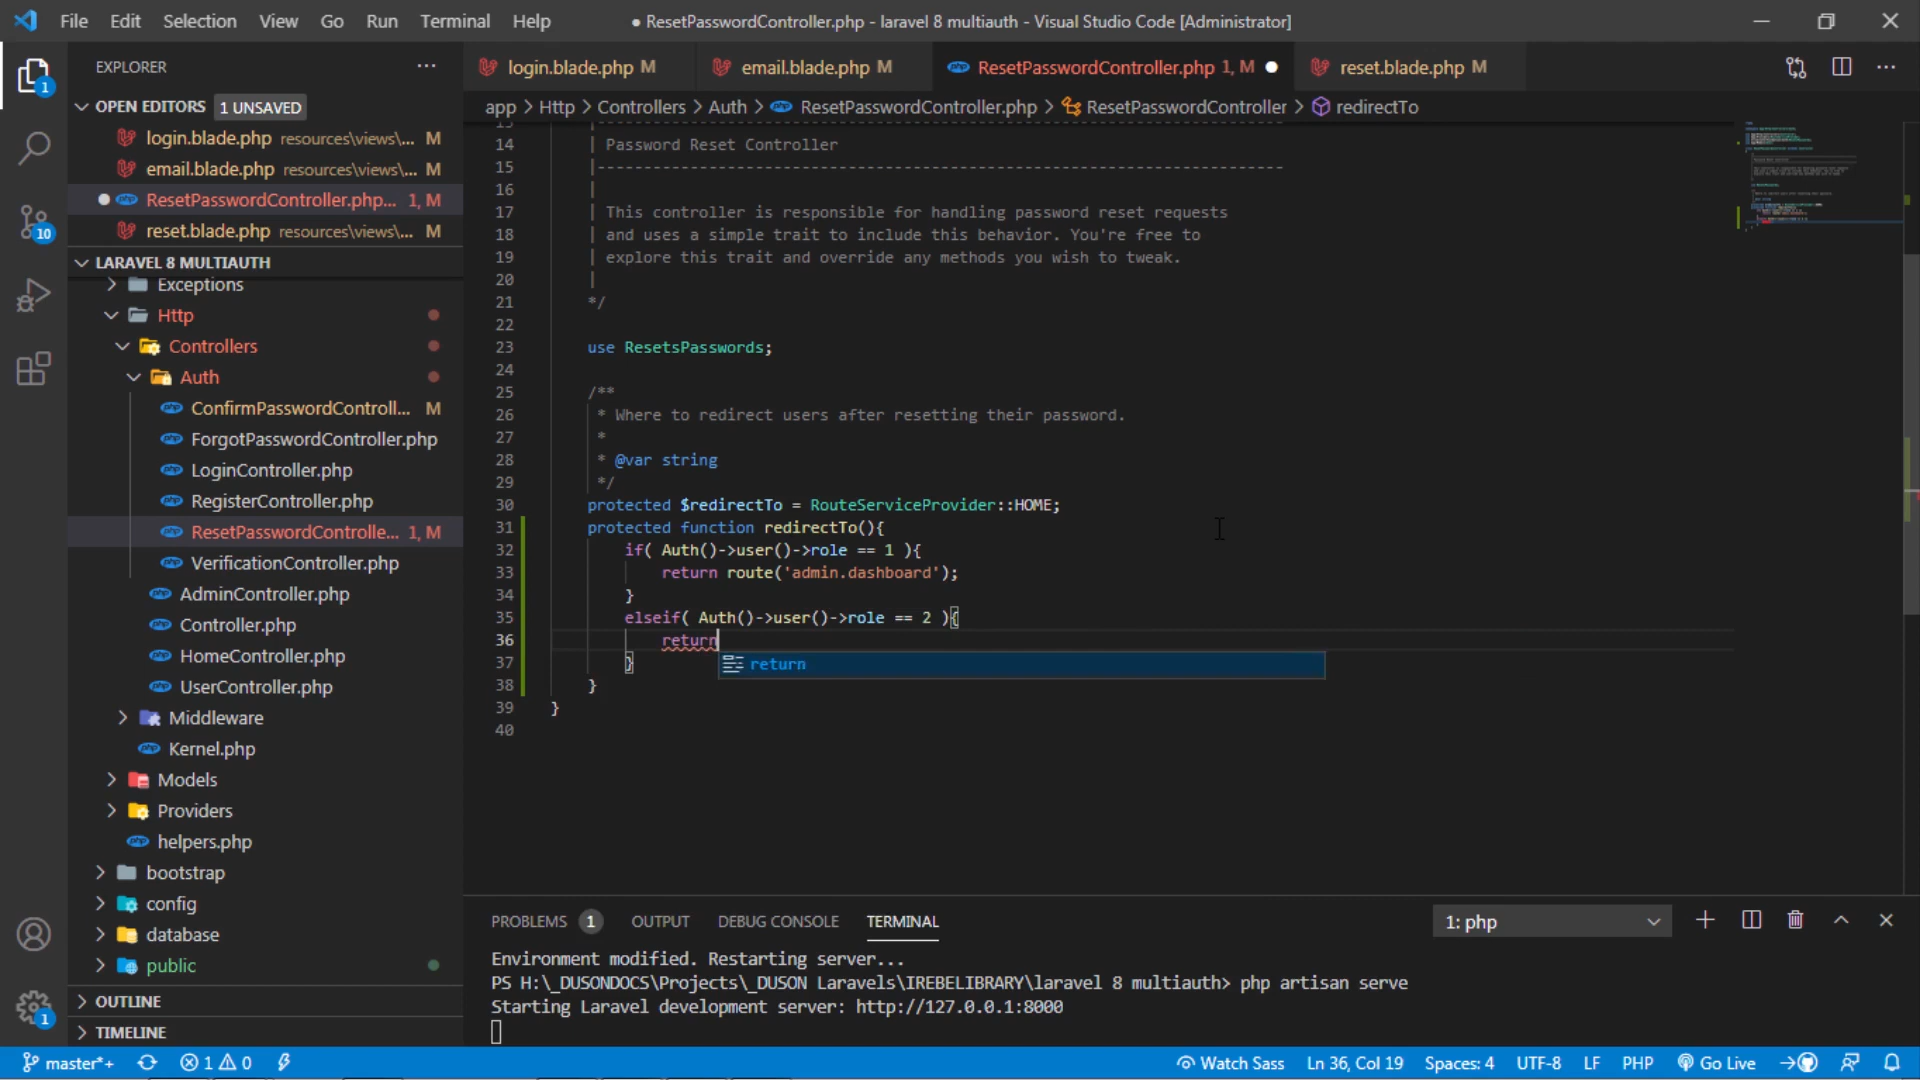 File Edit Selection View Go Run Terminal Help
● ResetPasswordController.php - laravel 8 multiauth - Visual Studio Code [Administrator]
EXPLORER
OPEN EDITORS 1 UNSAVED
login.blade.php resources\views\... M
email.blade.php resources\views\... M
ResetPasswordController.php... 1, M
reset.blade.php resources\views\... M
LARAVEL 8 MULTIAUTH
Exceptions
Http
Controllers
Auth
ConfirmPasswordControll... M
ForgotPasswordController.php
LoginController.php
RegisterController.php
ResetPasswordControlle... 1, M
VerificationController.php
AdminController.php
Controller.php
HomeController.php
UserController.php
Middleware
Kernel.php
Models
Providers
helpers.php
bootstrap
config
database
public
OUTLINE
TIMELINE
login.blade.php M email.blade.php M ResetPasswordController.php 1, M reset.blade.php M
app > Http > Controllers > Auth > ResetPasswordController.php > ResetPasswordController > redirectTo
14 | Password Reset Controller
15 |--------------------------------------------------------------------------
16 |
17 | This controller is responsible for handling password reset requests
18 | and uses a simple trait to include this behavior. You're free to
19 | explore this trait and override any methods you wish to tweak.
20 |
21 */
22
23 use ResetsPasswords;
24
25 /**
26 * Where to redirect users after resetting their password.
27 *
28 * @var string
29 */
30 protected $redirectTo = RouteServiceProvider::HOME;
31 protected function redirectTo(){
32 if( Auth()->user()->role == 1 ){
33 return route('admin.dashboard');
34 }
35 elseif( Auth()->user()->role == 2 ){
36 return
37 }
return
38 }
39 }
40
PROBLEMS 1 OUTPUT DEBUG CONSOLE TERMINAL 1: php
Environment modified. Restarting server...
PS H:\_DUSONDOCS\Projects\_DUSON Laravels\IREBELIBRARY\laravel 8 multiauth> php artisan serve
Starting Laravel development server: http://127.0.0.1:8000
master*+ 1 0 Watch Sass Ln 36, Col 19 Spaces: 4 UTF-8 LF PHP Go Live